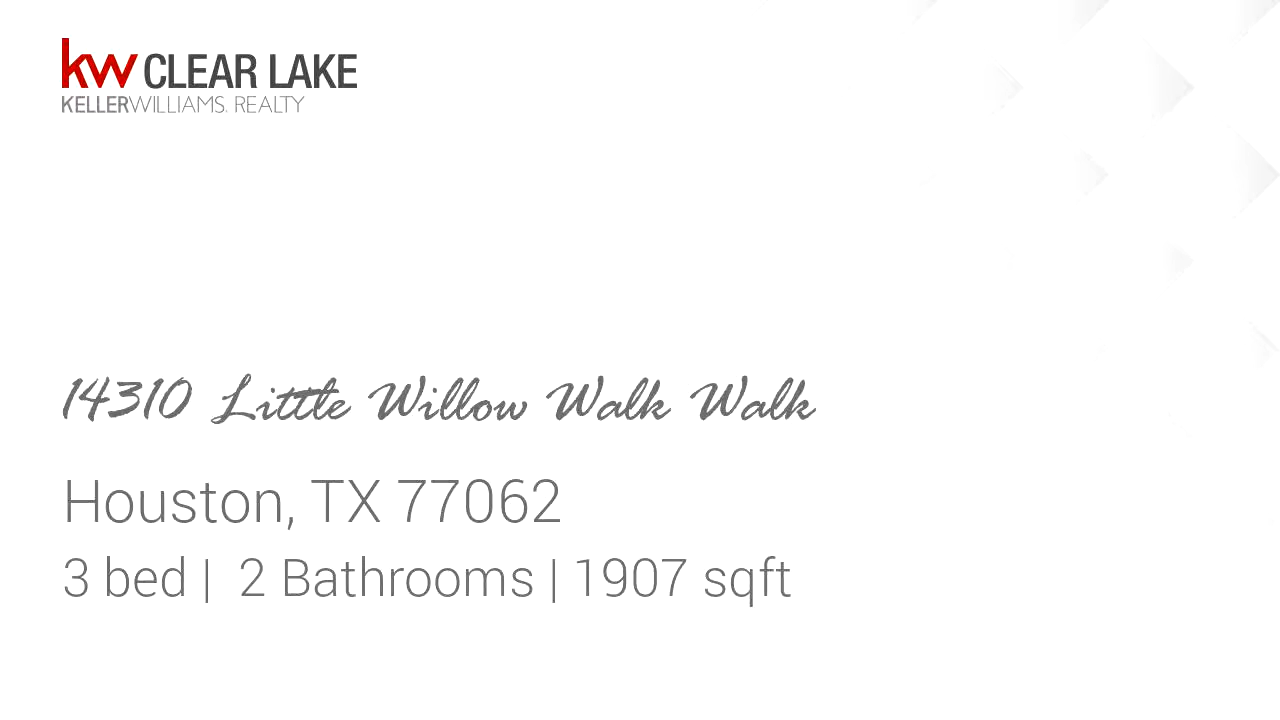 kw CLEAR LAKE
KELLERWILLIAMS. REALTY
14310 Little Willow Walk Walk
Houston, TX 77062
3 bed | 2 Bathrooms | 1907 sqft